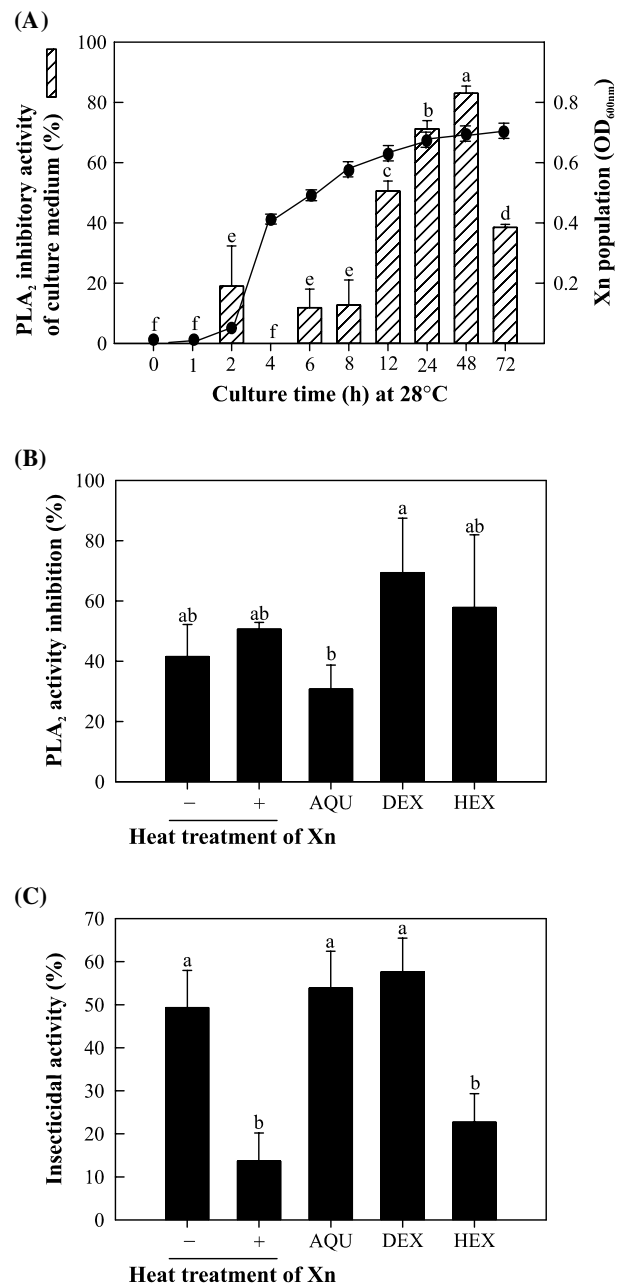 (A)
PLA₂ inhibitory activity
of culture medium (%)
100
80
60
40
20
0
f
f
e
f
e
e
c
b
a
d
0.8
0.6
0.4
0.2
Xn population (OD₆₀₀ₙₘ)
0 1 2 4 6 8 12 24 48 72
Culture time (h) at 28°C
(B)
PLA₂ activity inhibition (%)
100
80
60
40
20
0
ab
ab
b
a
ab
− + AQU DEX HEX
Heat treatment of Xn
(C)
Insecticidal activity (%)
70
60
50
40
30
20
10
0
a
b
a
a
b
− + AQU DEX HEX
Heat treatment of Xn